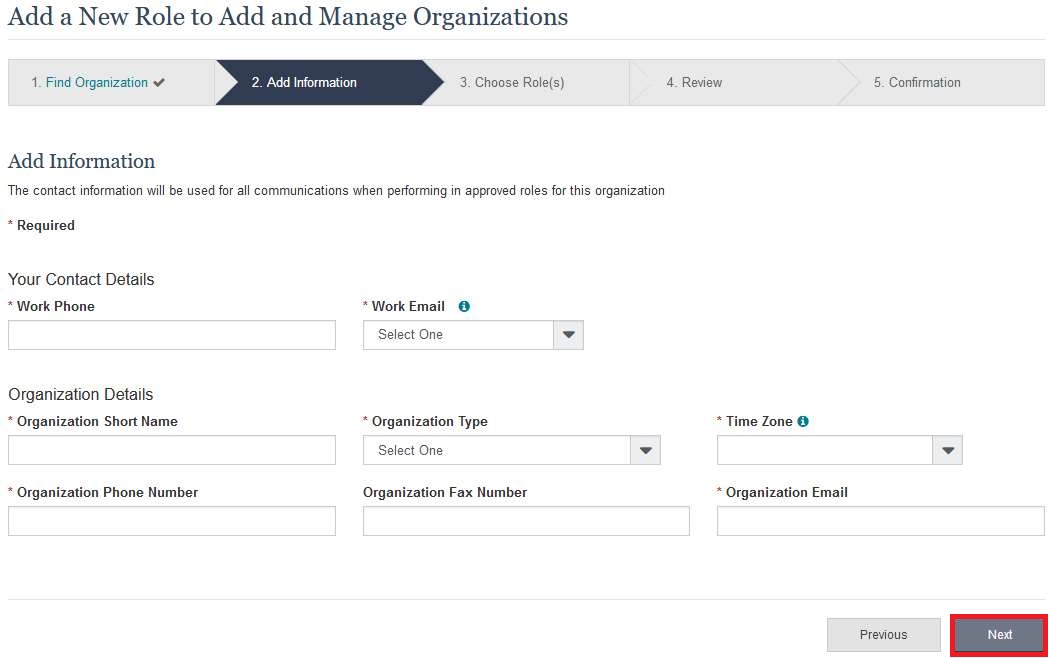 Add a New Role to Add and Manage Organizations
1. Find Organization ✔ 2. Add Information 3. Choose Role(s) 4. Review 5. Confirmation
Add Information
The contact information will be used for all communications when performing in approved roles for this organization
* Required
Your Contact Details
* Work Phone * Work Email
Select One
Organization Details
* Organization Short Name * Organization Type * Time Zone
Select One
* Organization Phone Number Organization Fax Number * Organization Email
Previous Next